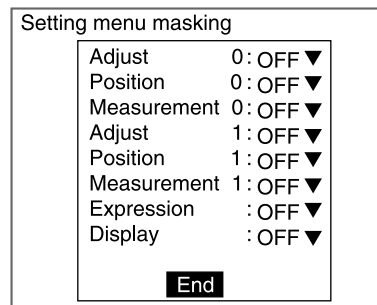 Setting menu masking
Adjust 0: OFF ▼
Position 0: OFF ▼
Measurement 0: OFF ▼
Adjust 1: OFF ▼
Position 1: OFF ▼
Measurement 1: OFF ▼
Expression : OFF ▼
Display : OFF ▼
End